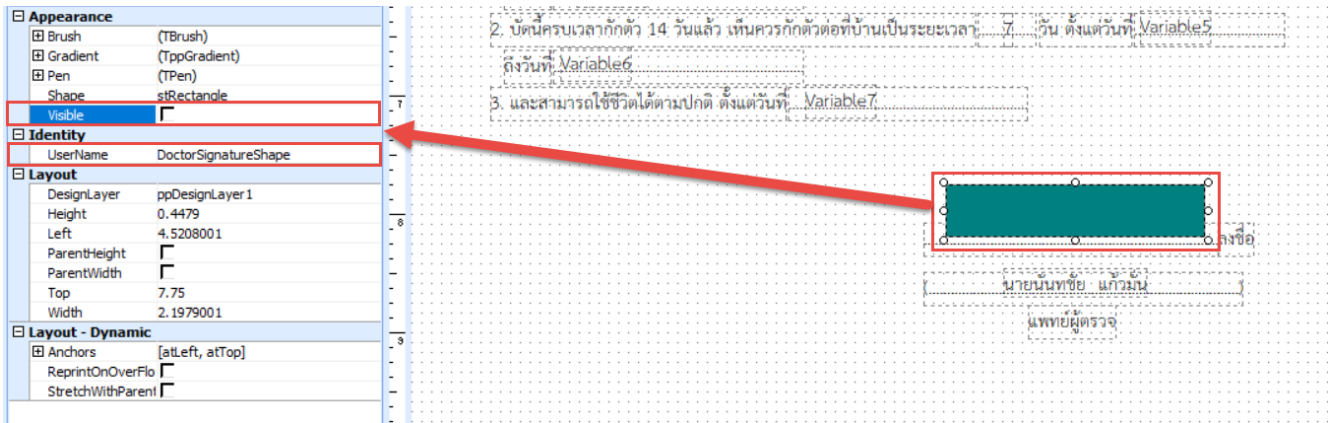 Appearance
Brush (TBrush)
Gradient (TppGradient)
Pen (TPen)
Shape stRectangle
Visible
Identity
UserName DoctorSignatureShape
Layout
DesignLayer ppDesignLayer1
Height 0.4479
Left 4.5208001
ParentHeight
ParentWidth
Top 7.75
Width 2.1979001
Layout - Dynamic
Anchors [atLeft, atTop]
ReprintOnOverFlo
StretchWithParent
7
8
9
2. บัดนี้ครบเวลากักตัว 14 วันแล้ว เห็นควรกักตัวต่อที่บ้านเป็นระยะเวลา 7 วัน ตั้งแต่วันที่ Variable5
ถึงวันที่ Variable6
3. และสามารถใช้ชีวิตได้ตามปกติ ตั้งแต่วันที่ Variable7
ลงชื่อ
( นายนันทชัย แก้วมั่น )
แพทย์ผู้ตรวจ